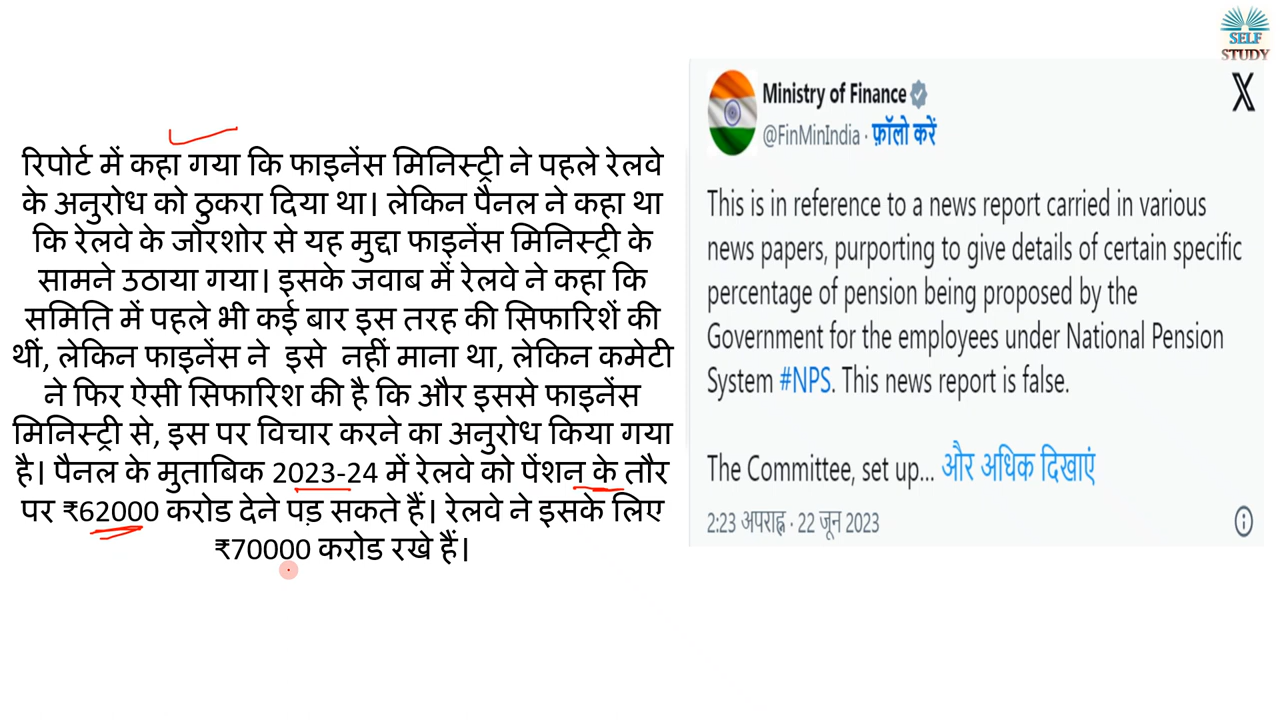 SELF
STUDY
रिपोर्ट में कहा गया कि फाइनेंस मिनिस्ट्री ने पहले रेलवे
के अनुरोध को ठुकरा दिया था। लेकिन पैनल ने कहा था
कि रेलवे के जोरशोर से यह मुद्दा फाइनेंस मिनिस्ट्री के
सामने उठाया गया। इसके जवाब में रेलवे ने कहा कि
समिति में पहले भी कई बार इस तरह की सिफारिशें की
थीं, लेकिन फाइनेंस ने इसे नहीं माना था, लेकिन कमेटी
ने फिर ऐसी सिफारिश की है कि और इससे फाइनेंस
मिनिस्ट्री से, इस पर विचार करने का अनुरोध किया गया
है। पैनल के मुताबिक 2023-24 में रेलवे को पेंशन के तौर
पर ₹62000 करोड देने पड़ सकते हैं। रेलवे ने इसके लिए
₹70000 करोड रखे हैं।
Ministry of Finance
@FinMinIndia · फ़ॉलो करें
X
This is in reference to a news report carried in various
news papers, purporting to give details of certain specific
percentage of pension being proposed by the
Government for the employees under National Pension
System #NPS. This news report is false.
The Committee, set up... और अधिक दिखाएं
2:23 अपराह्न · 22 जून 2023